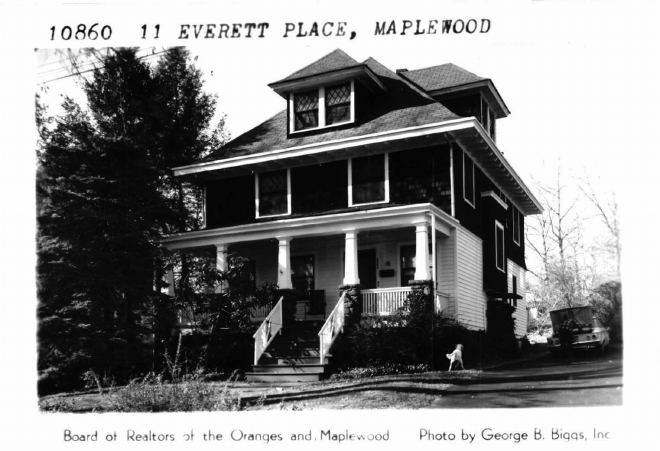 10860 11 EVERETT PLACE, MAPLEWOOD
Board of Realtors of the Oranges and Maplewood Photo by George B. Biggs, Inc